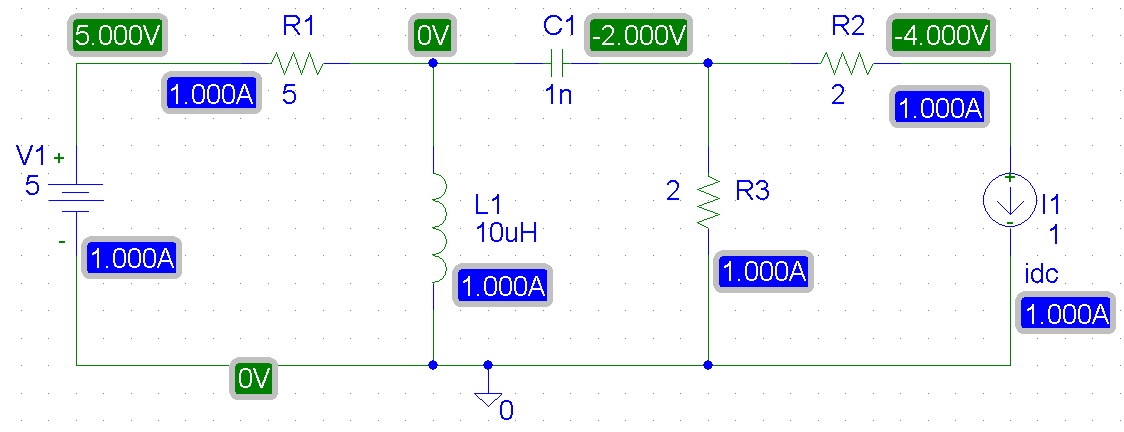 R1
C1
R2
5.000V
0V
-2.000V
-4.000V
1.000A
5
1n
2
1.000A
V1
+
5
-
1.000A
L1
10uH
1.000A
2
R3
1.000A
+
-
I1
1
idc
1.000A
0V
0